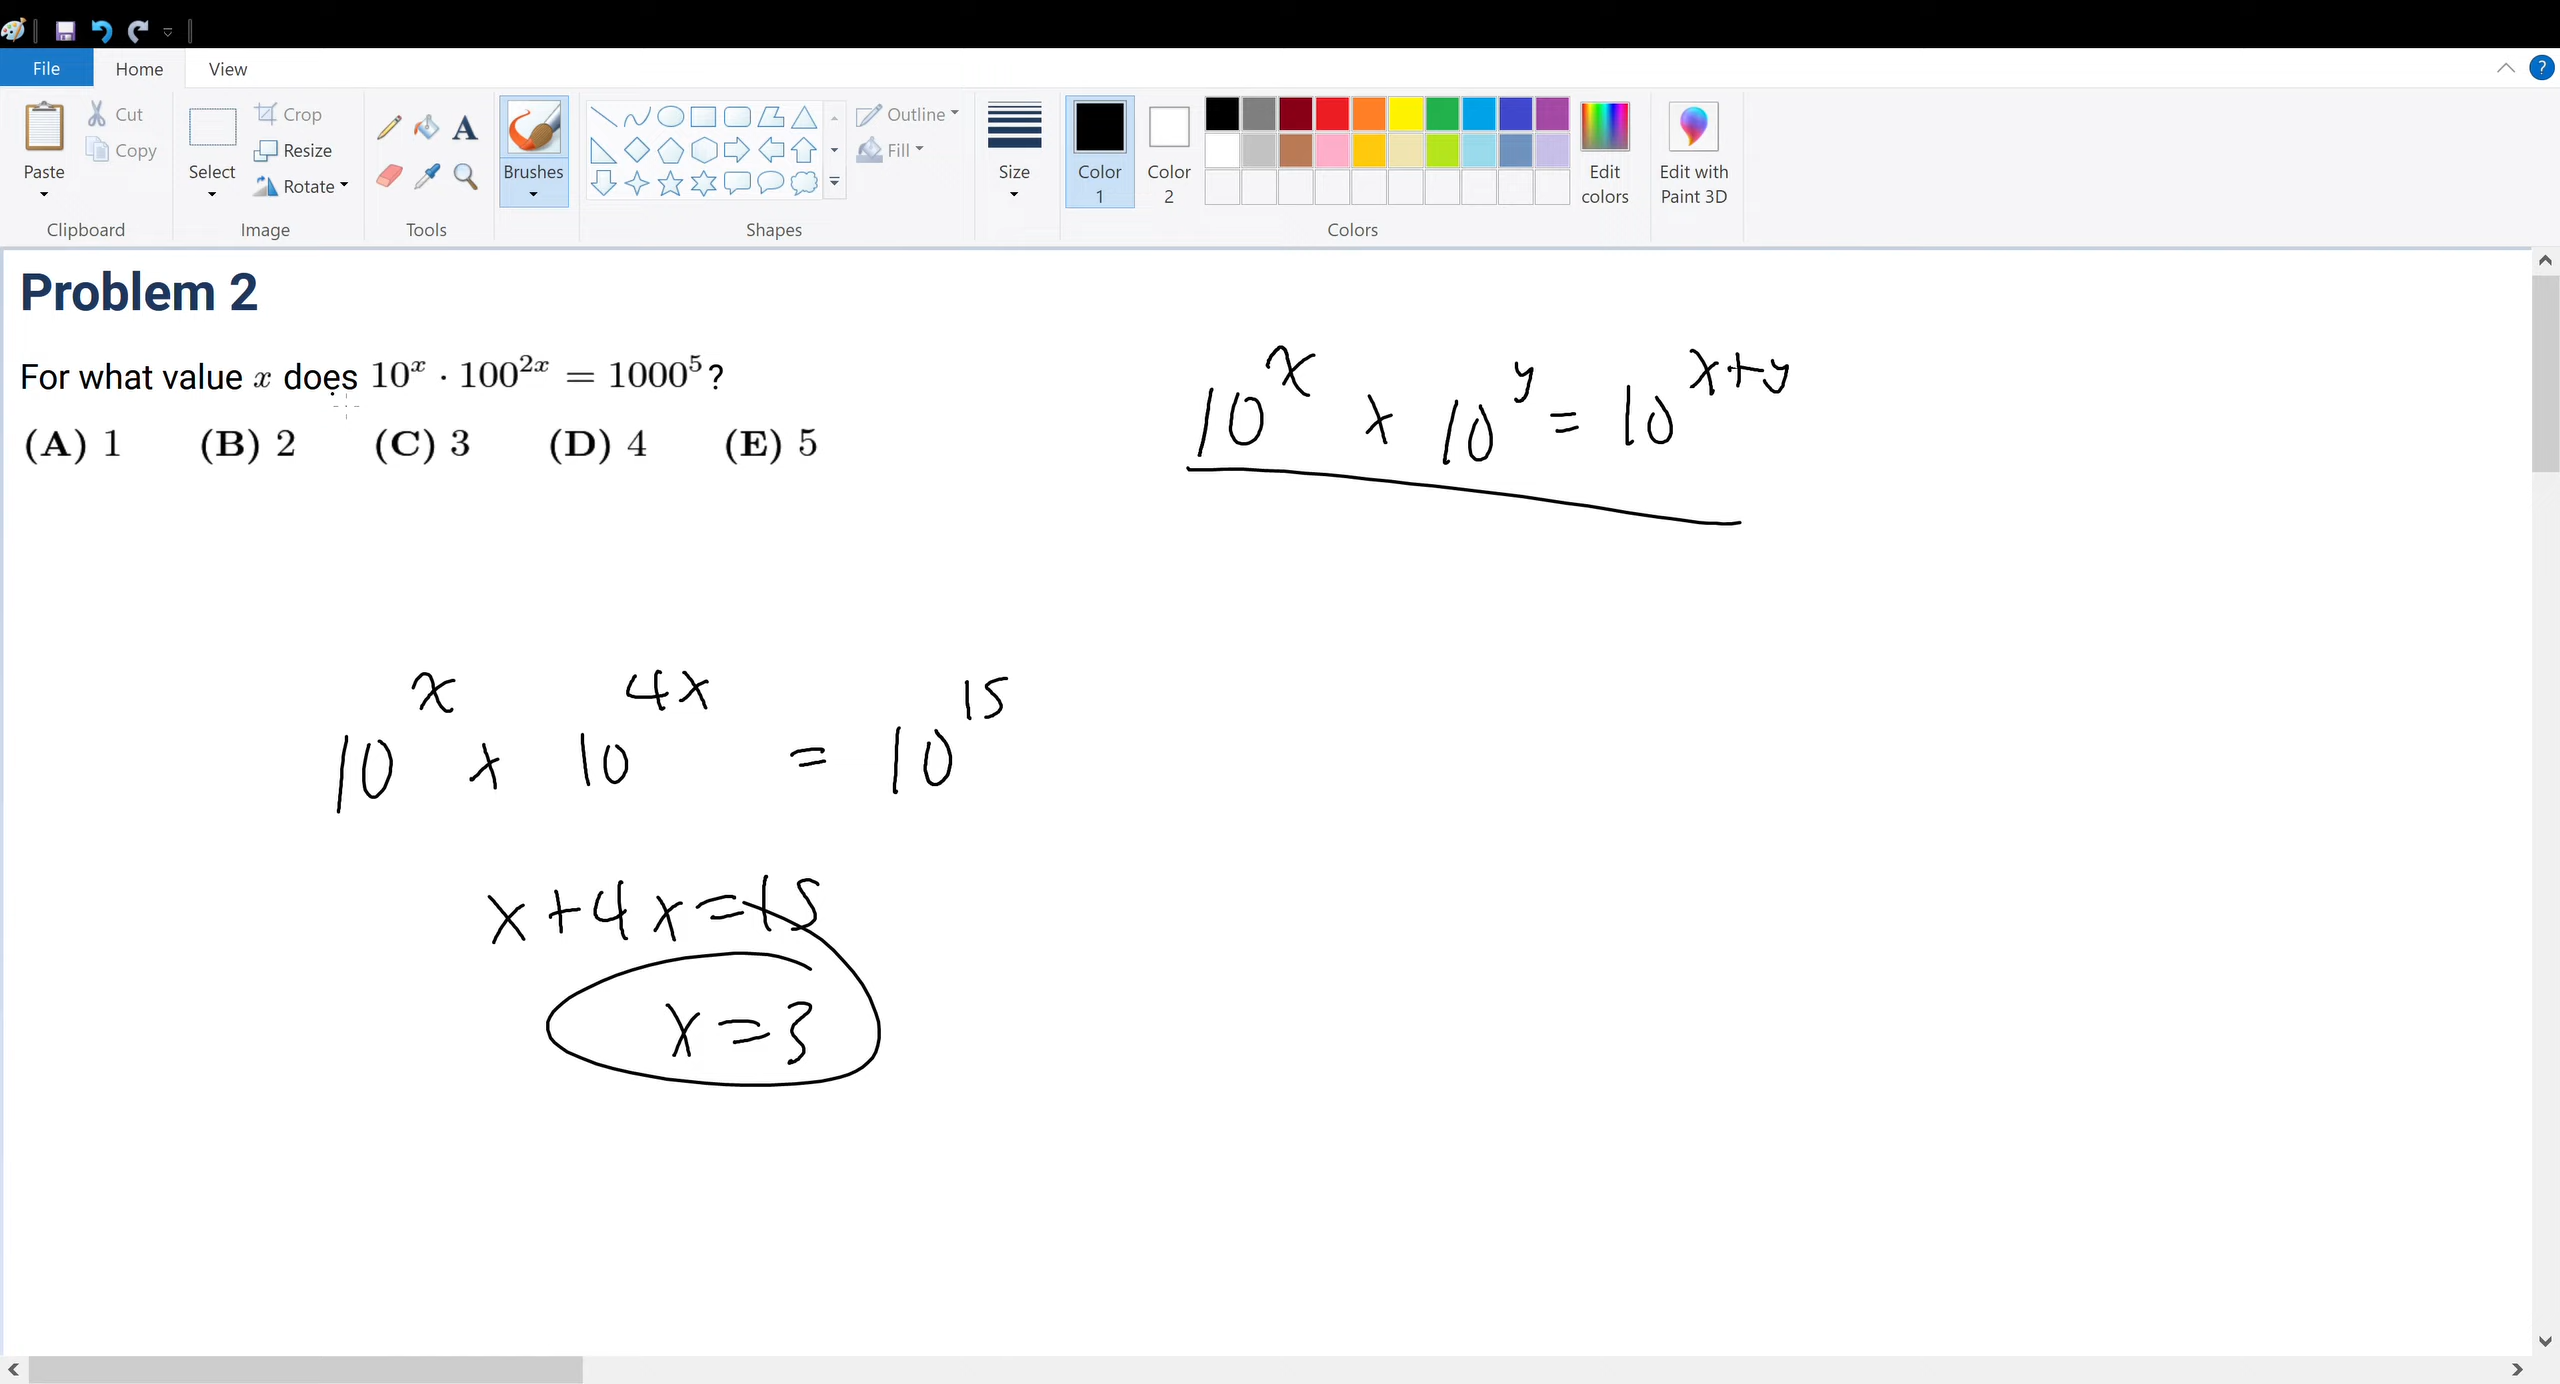 File Home View
Paste Cut Copy Clipboard
Select Crop Resize Rotate Image
A Tools
Brushes
Outline Fill Shapes
Size
Color 1 Color 2 Edit colors Colors
Edit with Paint 3D
?
Problem 2
For what value x does 10^x · 100^{2x} = 1000^5?
(A) 1 (B) 2 (C) 3 (D) 4 (E) 5
10^x × 10^y = 10^{x+y}
10^x × 10^{4x} = 10^{15}
x+4x=15
x=3